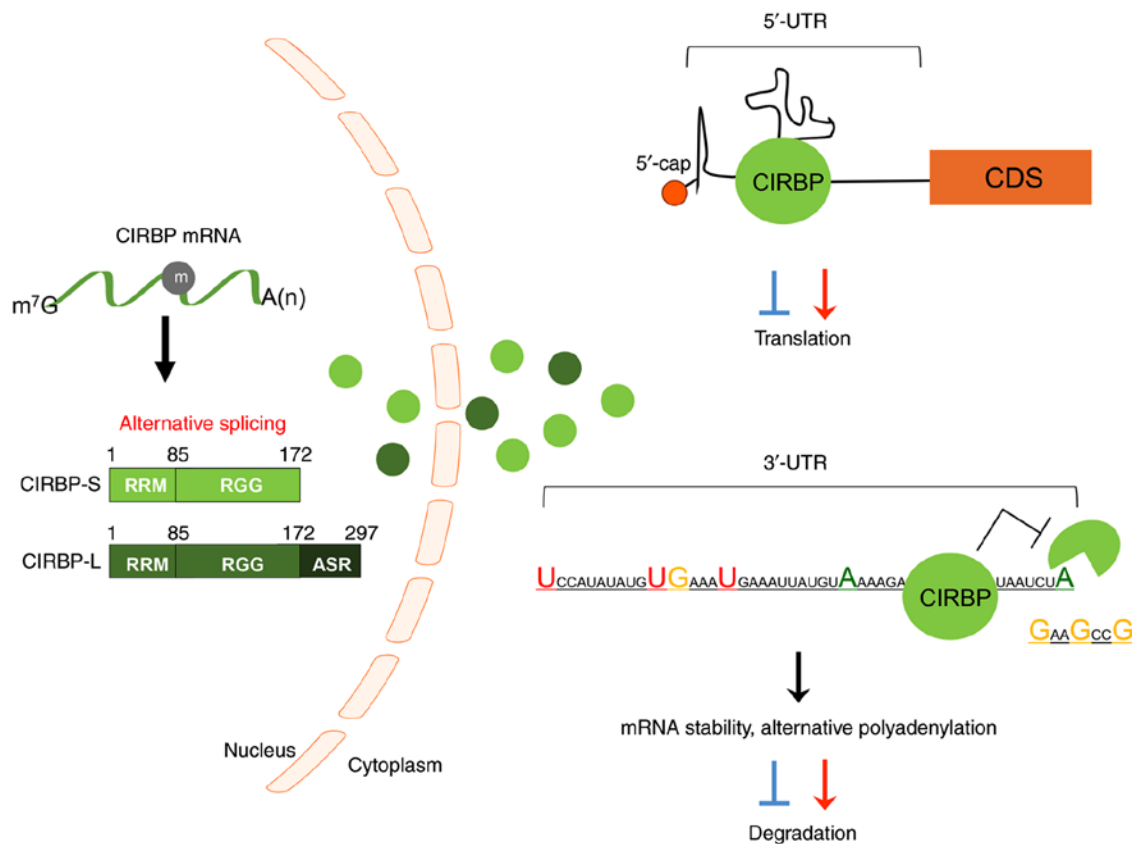 CIRBP mRNA
m
m⁷G
A(n)
Alternative splicing
1 85 172
CIRBP-S RRM RGG
1 85 172 297
CIRBP-L RRM RGG ASR
Nucleus
Cytoplasm
5′-UTR
5′-cap
CIRBP
CDS
Translation
3′-UTR
UCCAUAUAUGUGAAAUGAAAUUAUGUAAAAGA CIRBP UAAUCUA
GAAGCCG
mRNA stability, alternative polyadenylation
Degradation